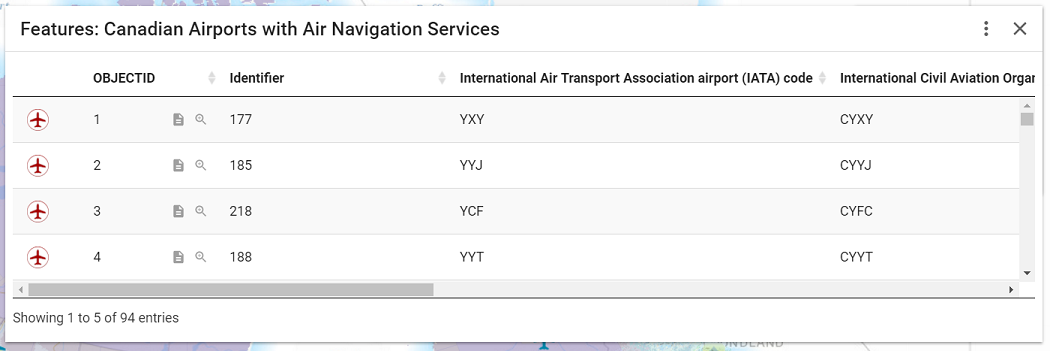 Features: Canadian Airports with Air Navigation Services
OBJECTID Identifier International Air Transport Association airport (IATA) code International Civil Aviation Organ
1 177 YXY CYXY
2 185 YYJ CYYJ
3 218 YCF CYFC
4 188 YYT CYYT
Showing 1 to 5 of 94 entries